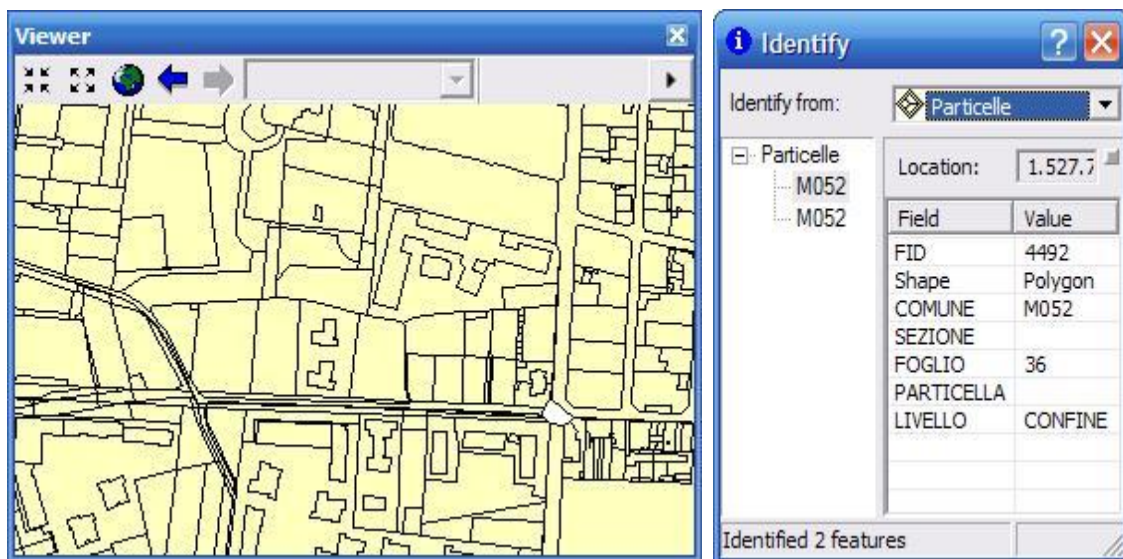 Viewer
Identify
Identify from: Particelle
Particelle
M052
M052
Location: 1.527.7
Field Value
FID 4492
Shape Polygon
COMUNE M052
SEZIONE
FOGLIO 36
PARTICELLA
LIVELLO CONFINE
Identified 2 features